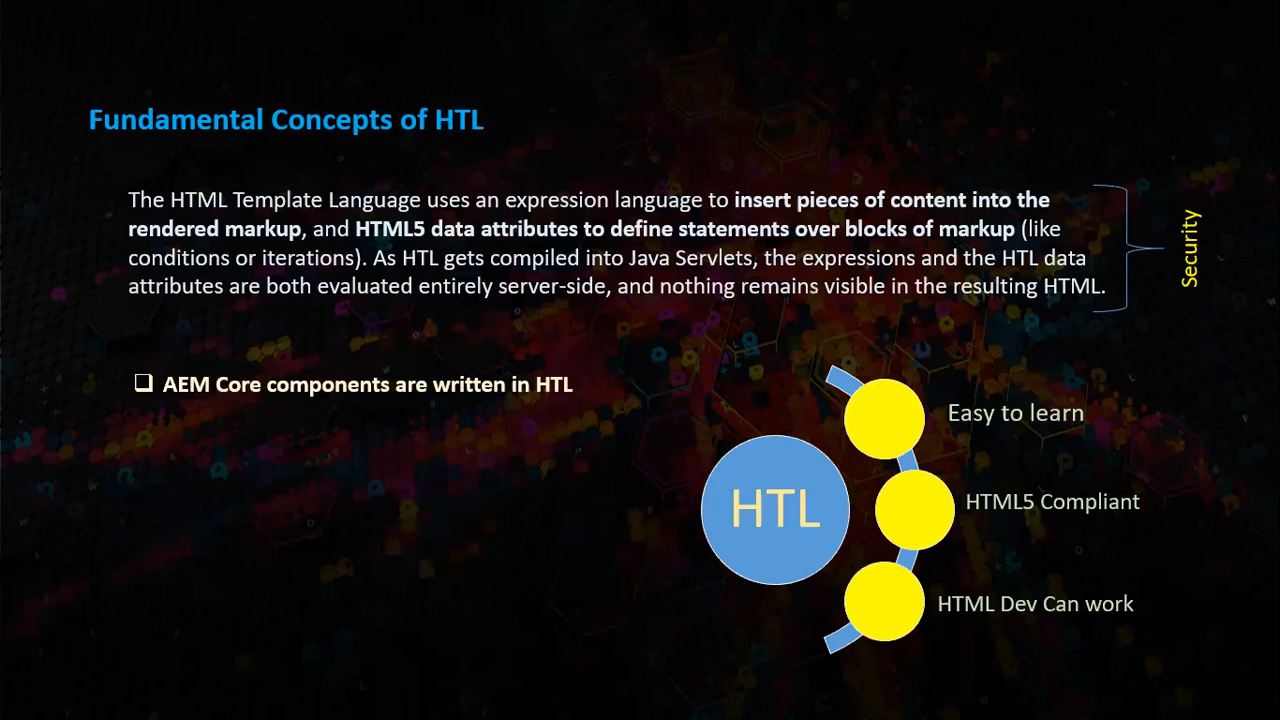 Fundamental Concepts of HTL
The HTML Template Language uses an expression language to insert pieces of content into the
rendered markup, and HTML5 data attributes to define statements over blocks of markup (like
conditions or iterations). As HTL gets compiled into Java Servlets, the expressions and the HTL data
attributes are both evaluated entirely server-side, and nothing remains visible in the resulting HTML.
Security
AEM Core components are written in HTL
Easy to learn
HTL
HTML5 Compliant
HTML Dev Can work